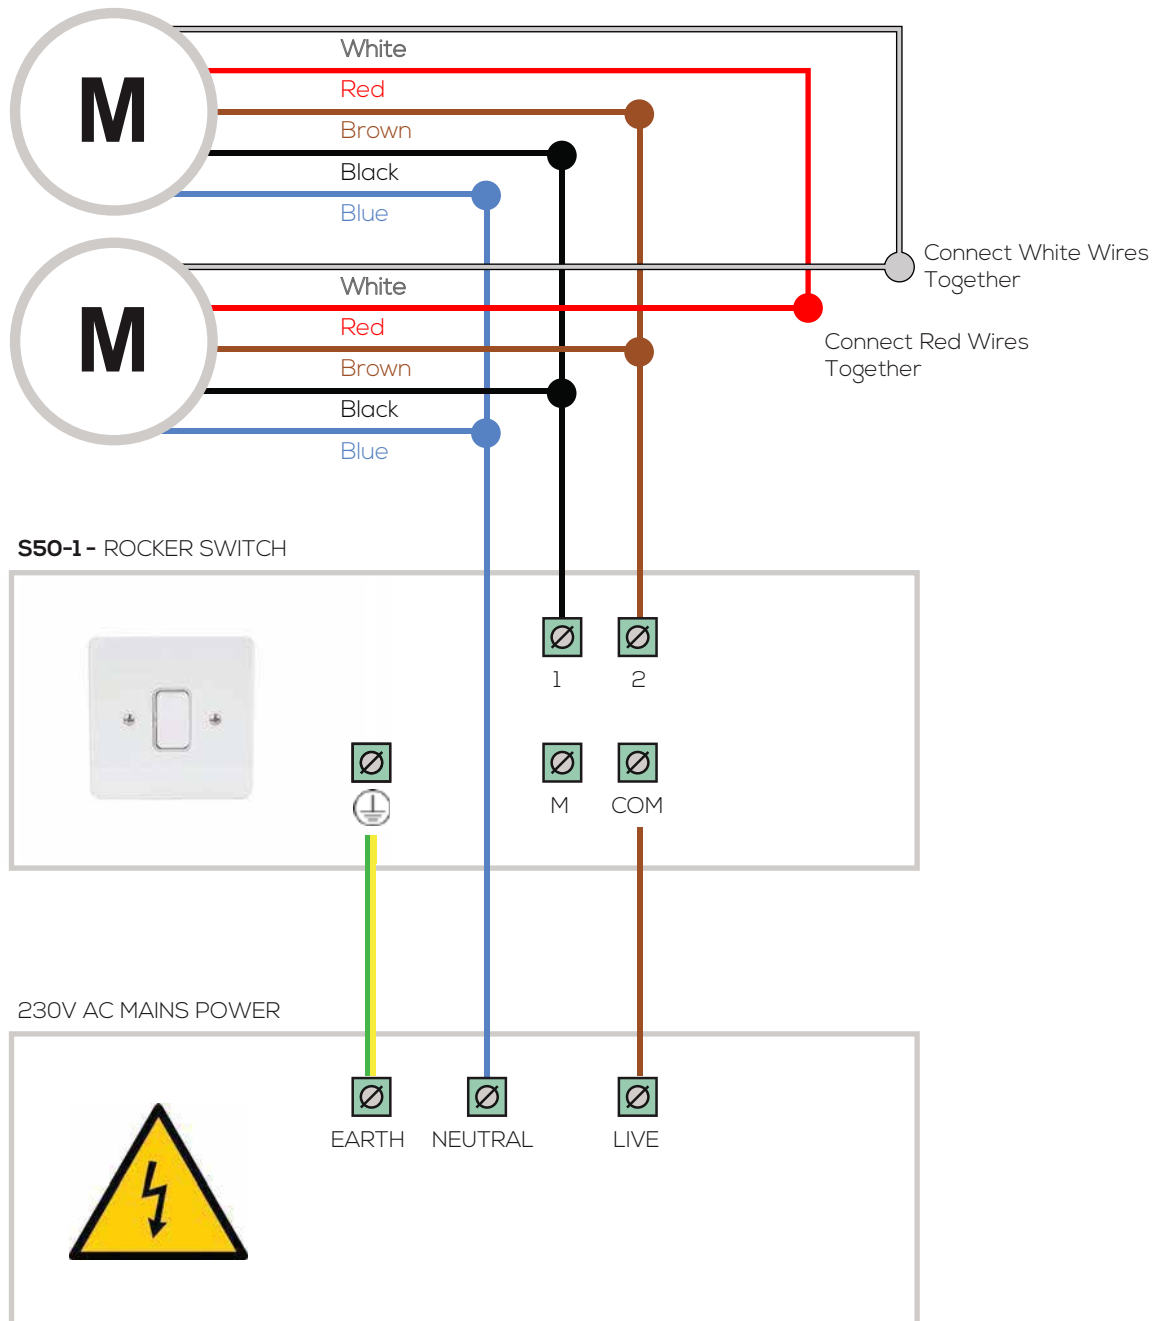 M
White
Red
Brown
Black
Blue
Connect White Wires
Together
M
White
Red
Brown
Black
Blue
Connect Red Wires
Together
S50-1 - ROCKER SWITCH
1
2
M
COM
230V AC MAINS POWER
EARTH
NEUTRAL
LIVE